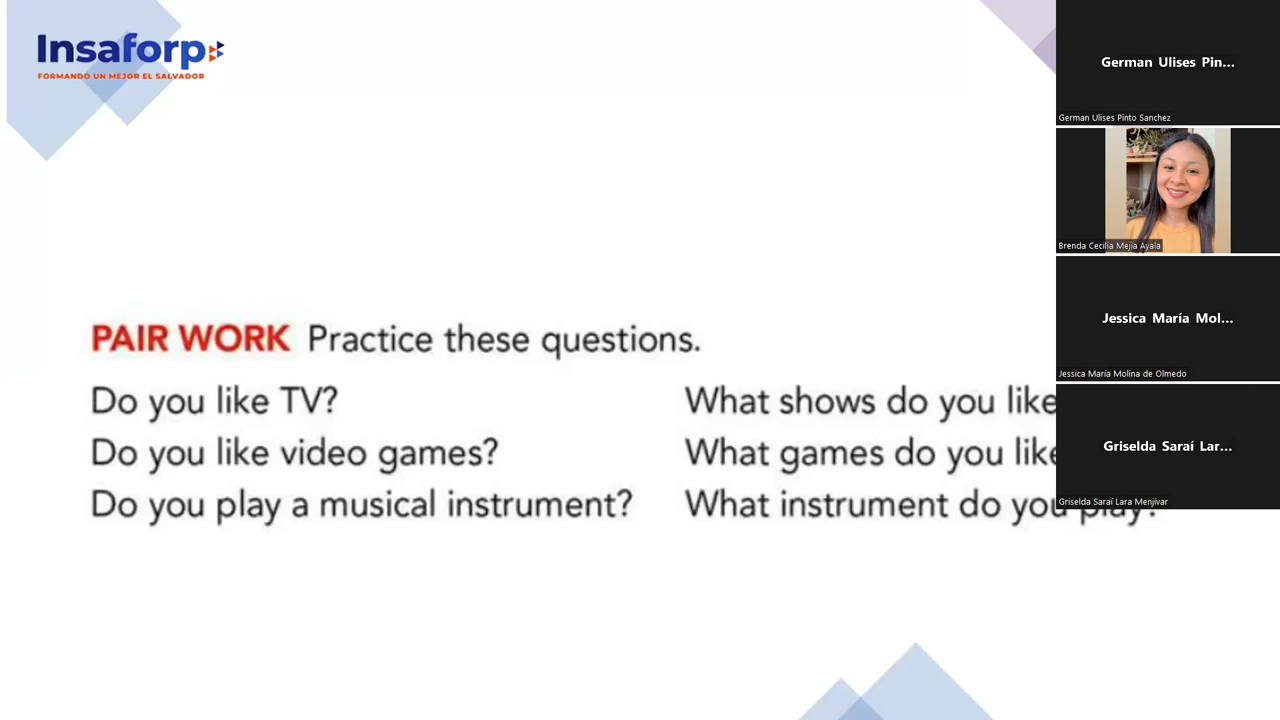 Insaforp
FORMANDO UN MEJOR EL SALVADOR
PAIR WORK Practice these questions.
Do you like TV? What shows do you like
Do you like video games? What games do you like
Do you play a musical instrument? What instrument do you play?
German Ulises Pin...
German Ulises Pinto Sanchez
Brenda Cecilia Mejia Ayala
Jessica María Mol...
Jessica María Molina de Olmedo
Griselda Saraí Lar...
Griselda Saraí Lara Menjívar